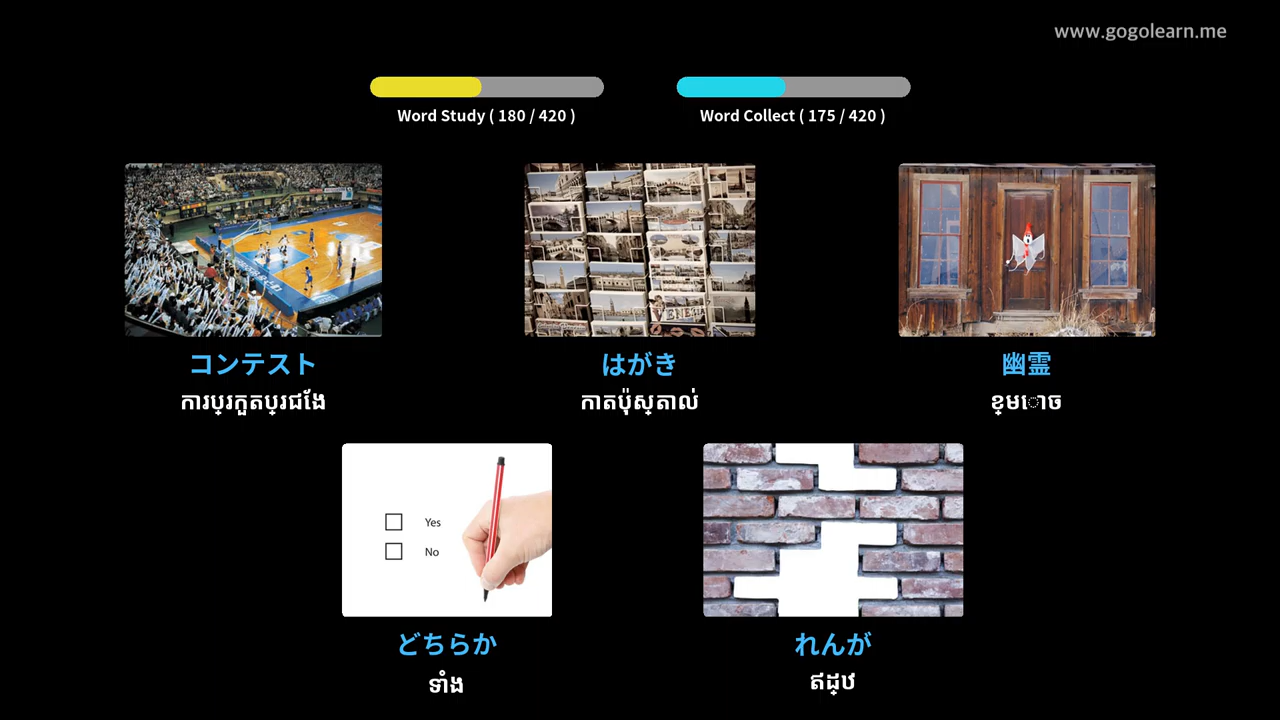 www.gogolearn.me
Word Study ( 180 / 420 )
Word Collect ( 175 / 420 )
コンテスト
ការប្រកួតប្រជែង
はがき
កាតប៉ុស្តាល់
幽霊
ខ្មោច
Yes
No
どちらか
ទាំង
れんが
ឥដ្ឋ
VENEZIA